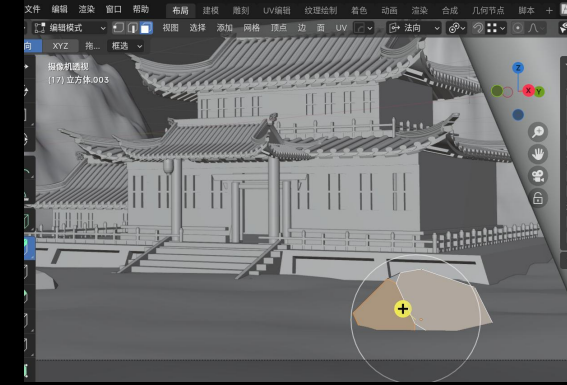 文件 编辑 渲染 窗口 帮助 布局 建模 雕刻 UV编辑 纹理绘制 着色 动画 渲染 合成 几何节点 脚本 +
编辑模式 视图 选择 添加 网格 顶点 边 面 UV 法向
向 XYZ 拖... 框选
摄像机透视
(17) 立方体.003
Z
X
Y